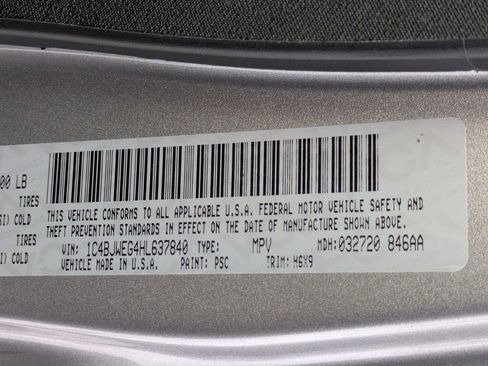 00 LB
TIRES
SI) COLD
TIRES
SI) COLD
THIS VEHICLE CONFORMS TO ALL APPLICABLE U.S.A. FEDERAL MOTOR VEHICLE SAFETY AND
THEFT PREVENTION STANDARDS IN EFFECT ON THE DATE OF MANUFACTURE SHOWN ABOVE.
VIN: 1C4BJWEG4HL637840 TYPE: MPV MDH: 032720 846AA
VEHICLE MADE IN U.S.A. PAINT: PSC TRIM: H6X9